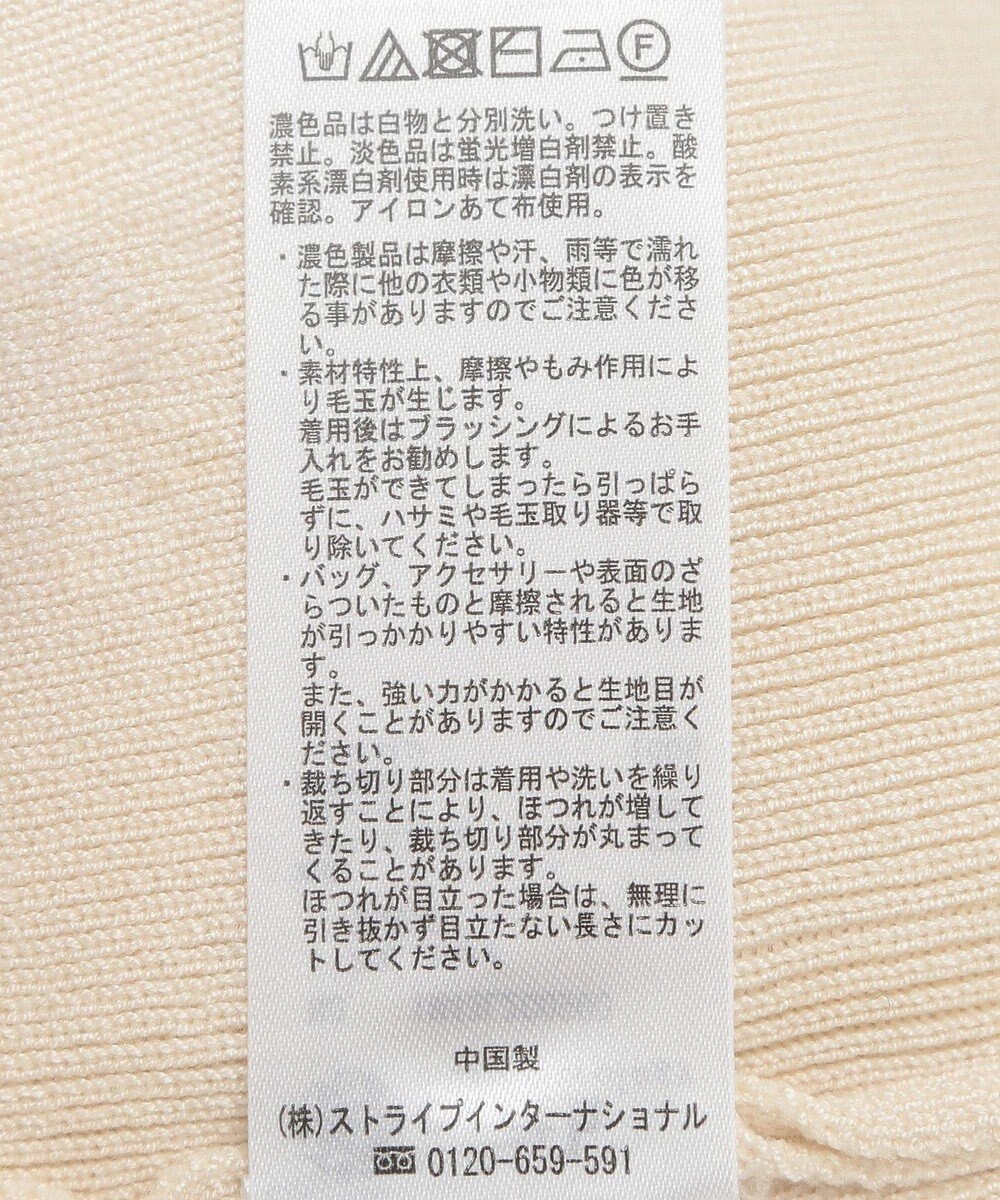 F
濃色品は白物と分別洗い。つけ置き
禁止。淡色品は蛍光増白剤禁止。酸
素系漂白剤使用時は漂白剤の表示を
確認。アイロンあて布使用。
・濃色製品は摩擦や汗、雨等で濡れ
た際に他の衣類や小物類に色が移
る事がありますのでご注意くださ
い。
・素材特性上、摩擦やもみ作用によ
り毛玉が生じます。
着用後はブラッシングによるお手
入れをお勧めします。
毛玉ができてしまったら引っぱら
ずに、ハサミや毛玉取り器等で取
り除いてください。
・バッグ、アクセサリーや表面のざ
らついたものと摩擦されると生地
が引っかかりやすい特性がありま
す。
また、強い力がかかると生地目が
開くことがありますのでご注意く
ださい。
・裁ち切り部分は着用や洗いを繰り
返すことにより、ほつれが増して
きたり、裁ち切り部分が丸まって
くることがあります。
ほつれが目立った場合は、無理に
引き抜かず目立たない長さにカッ
トしてください。
中国製
(株)ストライプインターナショナル
0120-659-591